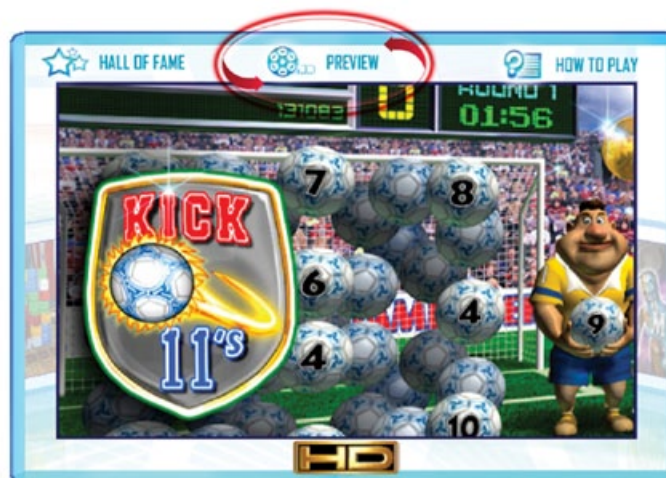 HALL OF FAME
PREVIEW
HOW TO PLAY
131083
0
ROUND 1
01:56
7
8
KICK
11's
6
4
9
4
10
HD